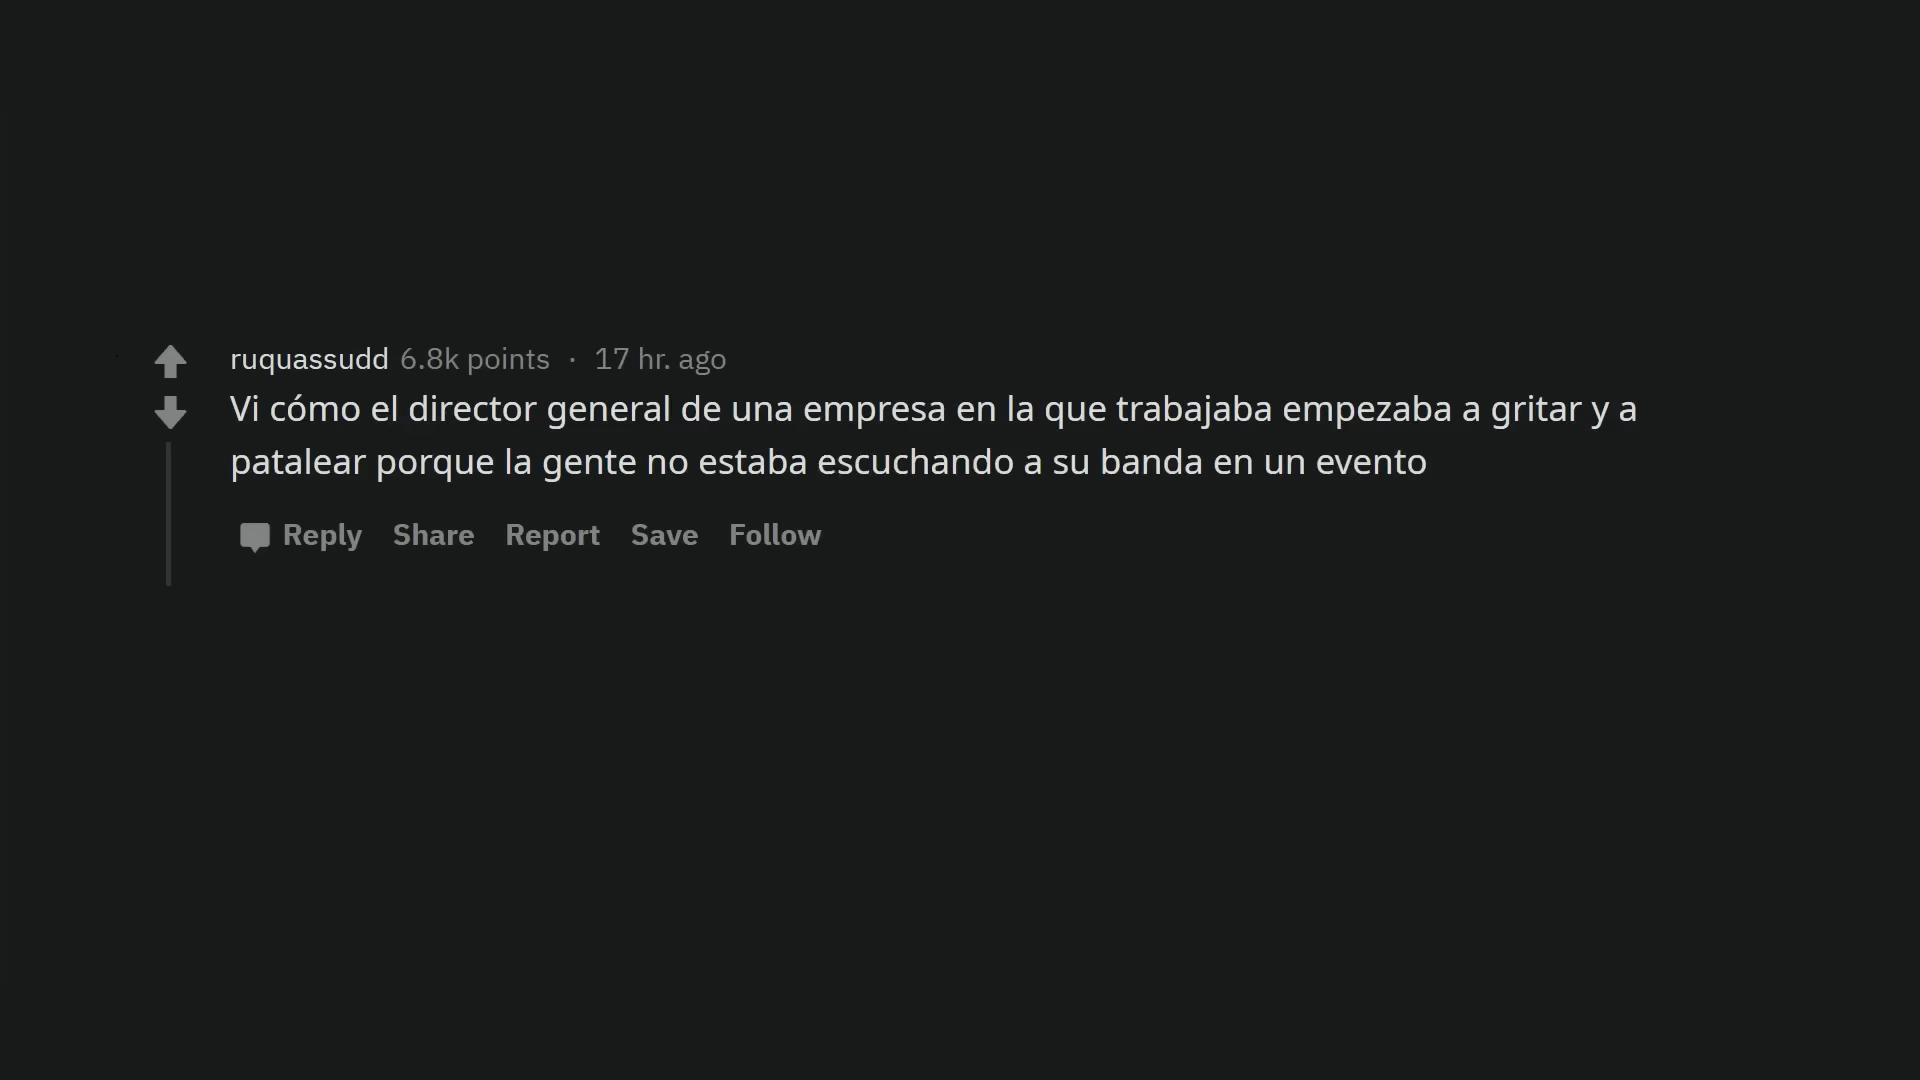 ruquassudd 6.8k points · 17 hr. ago
Vi cómo el director general de una empresa en la que trabajaba empezaba a gritar y a
patalear porque la gente no estaba escuchando a su banda en un evento
Reply Share Report Save Follow